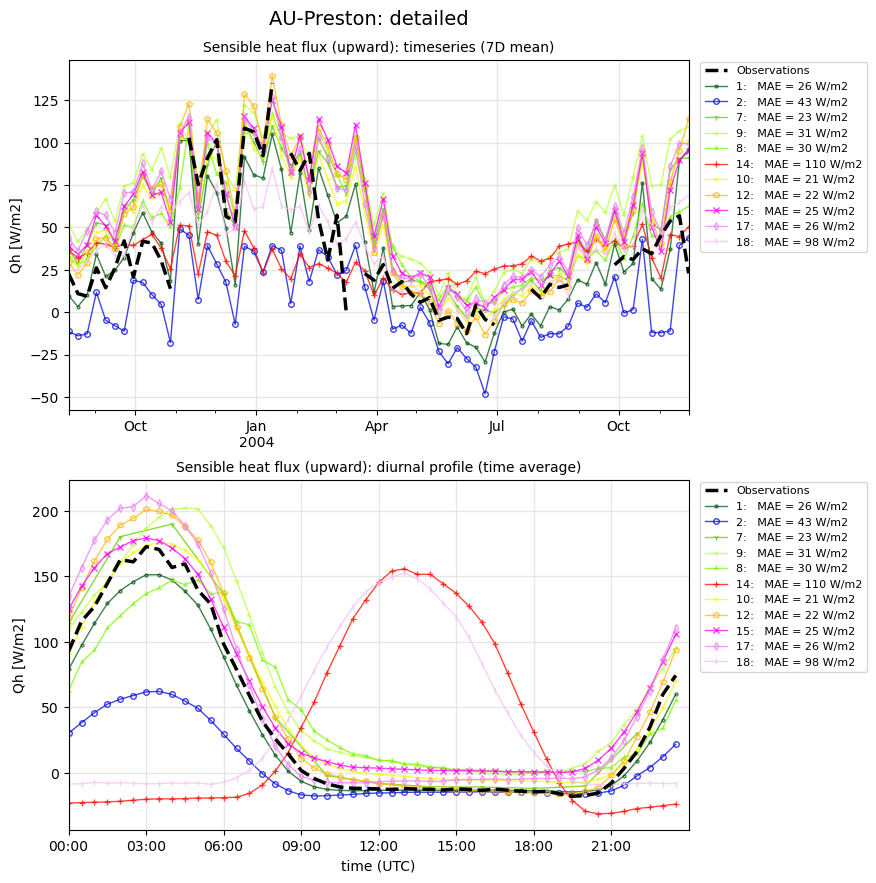 AU-Preston: detailed
Sensible heat flux (upward): timeseries (7D mean)
Qh [W/m2]
125
100
75
50
25
0
−25
−50
Oct
Jan
2004
Apr
Jul
Oct
Observations
1: MAE = 26 W/m2
2: MAE = 43 W/m2
7: MAE = 23 W/m2
9: MAE = 31 W/m2
8: MAE = 30 W/m2
14: MAE = 110 W/m2
10: MAE = 21 W/m2
12: MAE = 22 W/m2
15: MAE = 25 W/m2
17: MAE = 26 W/m2
18: MAE = 98 W/m2
Sensible heat flux (upward): diurnal profile (time average)
Qh [W/m2]
200
150
100
50
0
00:00
03:00
06:00
09:00
12:00
15:00
18:00
21:00
time (UTC)
Observations
1: MAE = 26 W/m2
2: MAE = 43 W/m2
7: MAE = 23 W/m2
9: MAE = 31 W/m2
8: MAE = 30 W/m2
14: MAE = 110 W/m2
10: MAE = 21 W/m2
12: MAE = 22 W/m2
15: MAE = 25 W/m2
17: MAE = 26 W/m2
18: MAE = 98 W/m2